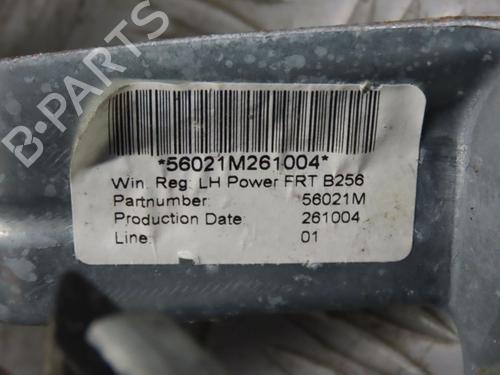 B-PARTS
*56021M261004*
Win. Reg: LH Power FRT B256
Partnumber: 56021M
Production Date: 261004
Line: 01